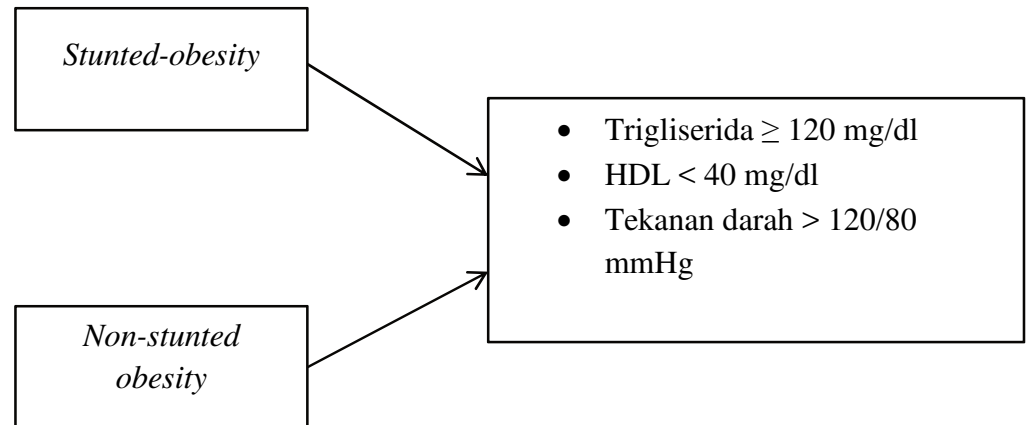 Stunted-obesity
• Trigliserida ≥ 120 mg/dl
• HDL < 40 mg/dl
• Tekanan darah > 120/80
mmHg
Non-stunted
obesity